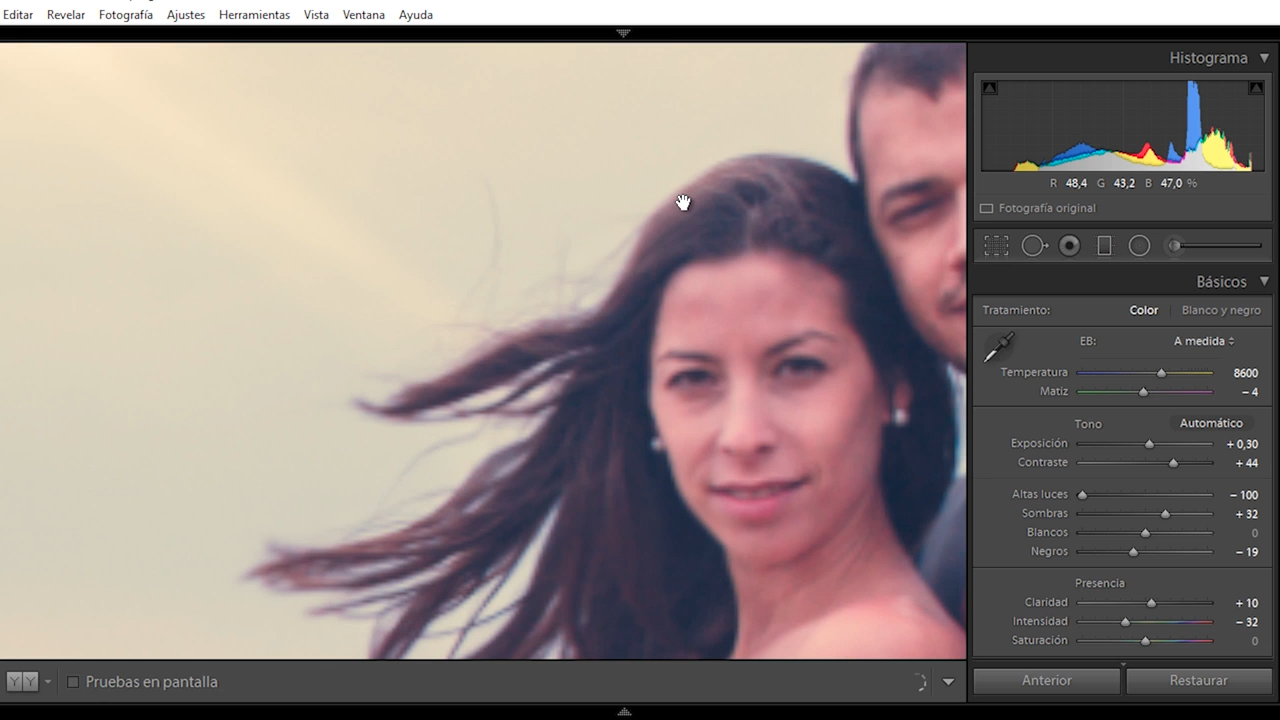 Editar Revelar Fotografía Ajustes Herramientas Vista Ventana Ayuda
Histograma
R 48,4 G 43,2 B 47,0 %
Fotografía original
Básicos
Tratamiento: Color Blanco y negro
EB: A medida
Temperatura 8600
Matiz – 4
Tono Automático
Exposición + 0,30
Contraste + 44
Altas luces – 100
Sombras + 32
Blancos 0
Negros – 19
Presencia
Claridad + 10
Intensidad – 32
Saturación 0
YY Pruebas en pantalla Anterior Restaurar